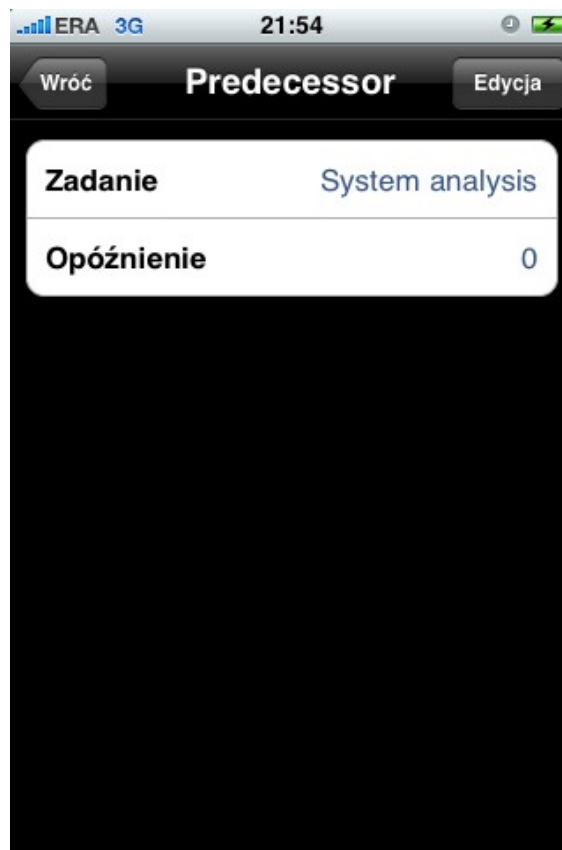 ERA 3G 21:54
Wróć Predecessor Edycja
Zadanie System analysis
Opóźnienie 0